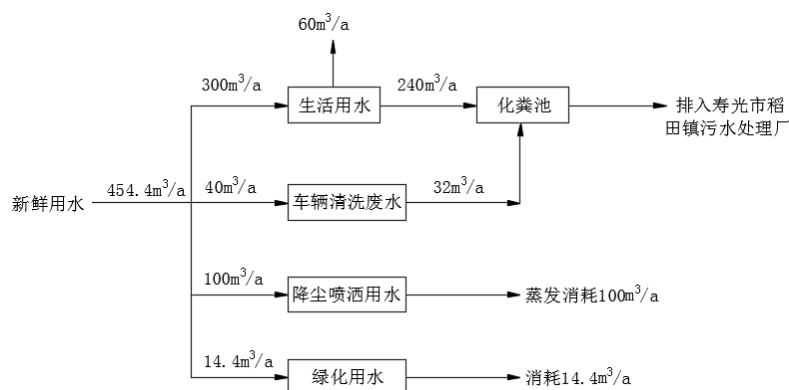 60m³/a
300m³/a
生活用水
240m³/a
化粪池
排入寿光市稻
田镇污水处理厂
新鲜用水
454.4m³/a
40m³/a
车辆清洗废水
32m³/a
100m³/a
降尘喷洒用水
蒸发消耗100m³/a
14.4m³/a
绿化用水
消耗14.4m³/a